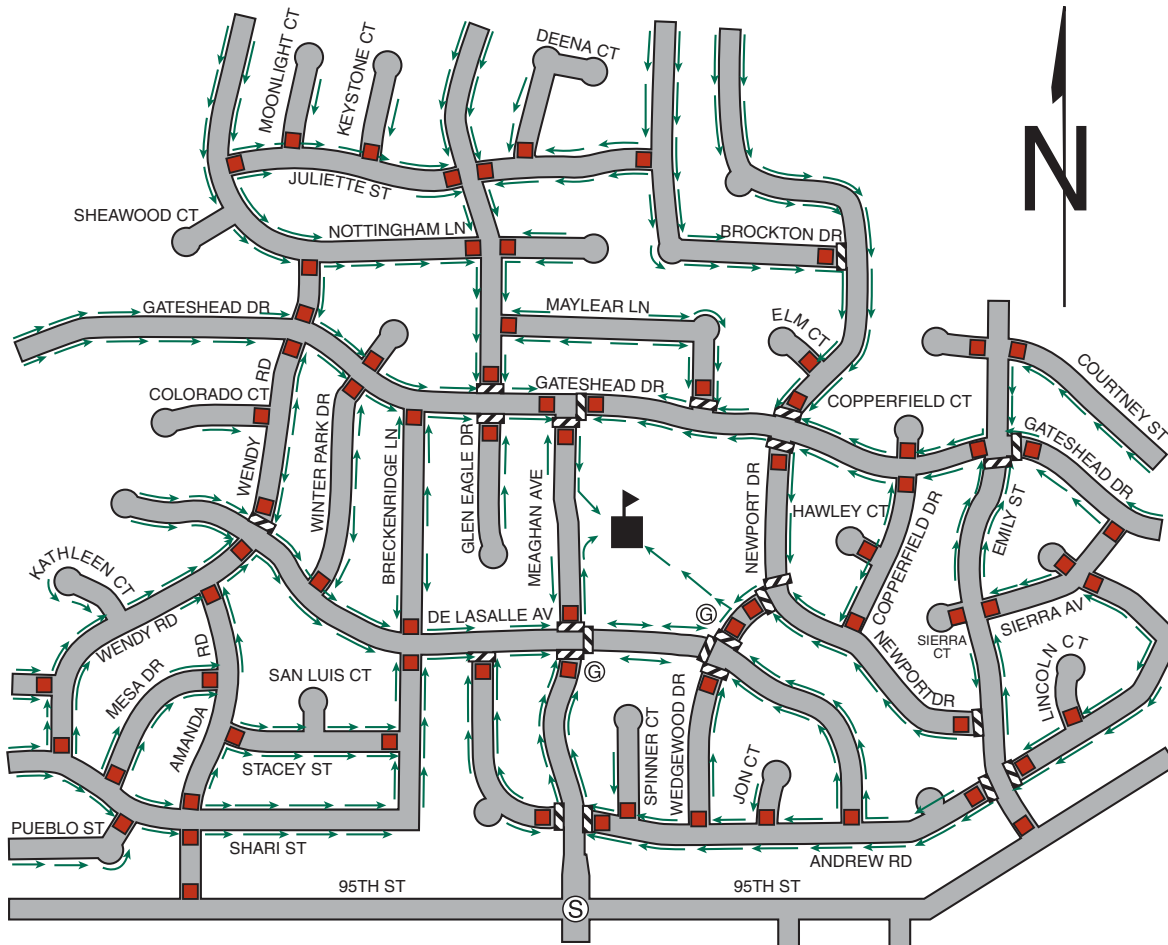 MOONLIGHT CT
KEYSTONE CT
DEENA CT
N
JULIETTE ST
SHEAWOOD CT
NOTTINGHAM LN
BROCKTON DR
GATESHEAD DR
MAYLEAR LN
ELM CT
COURTNEY ST
COLORADO CT
WENDY RD
WINTER PARK DR
GATESHEAD DR
COPPERFIELD CT
GATESHEAD DR
BRECKENRIDGE LN
GLEN EAGLE DR
MEAGHAN AVE
NEWPORT DR
HAWLEY CT
COPPERFIELD DR
EMILY ST
KATHLEEN CT
WENDY RD
DE LASALLE AV
G
SIERRA AV
SIERRA CT
MESA DR
AMANDA RD
SAN LUIS CT
G
NEWPORT DR
LINCOLN CT
STACEY ST
SPINNER CT
WEDGEWOOD DR
JON CT
PUEBLO ST
SHARI ST
ANDREW RD
95TH ST
S
95TH ST